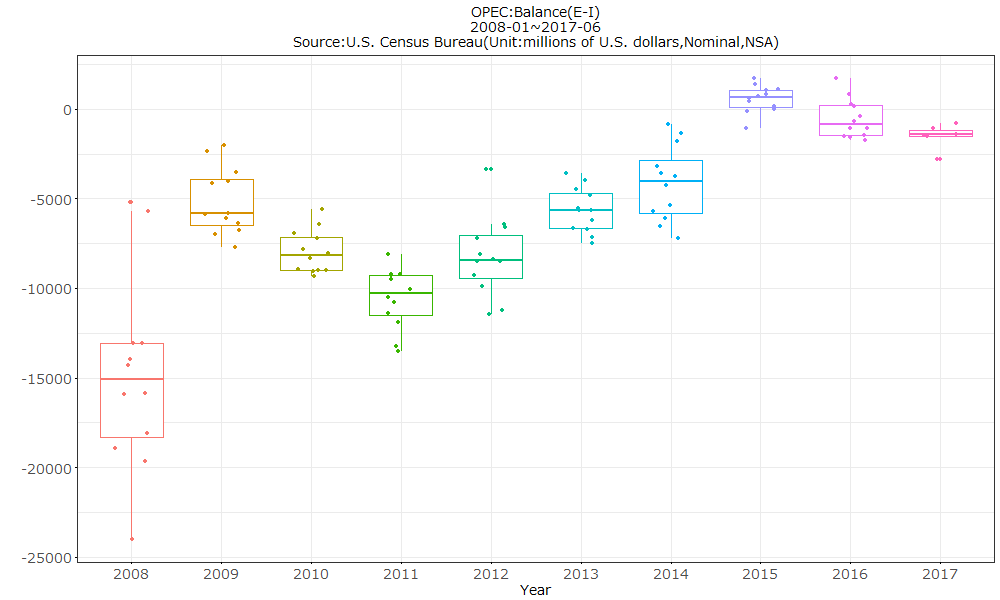 OPEC:Balance(E-I)
2008-01~2017-06
Source:U.S. Census Bureau(Unit:millions of U.S. dollars,Nominal,NSA)
0
-5000
-10000
-15000
-20000
-25000
2008 2009 2010 2011 2012 2013 2014 2015 2016 2017
Year